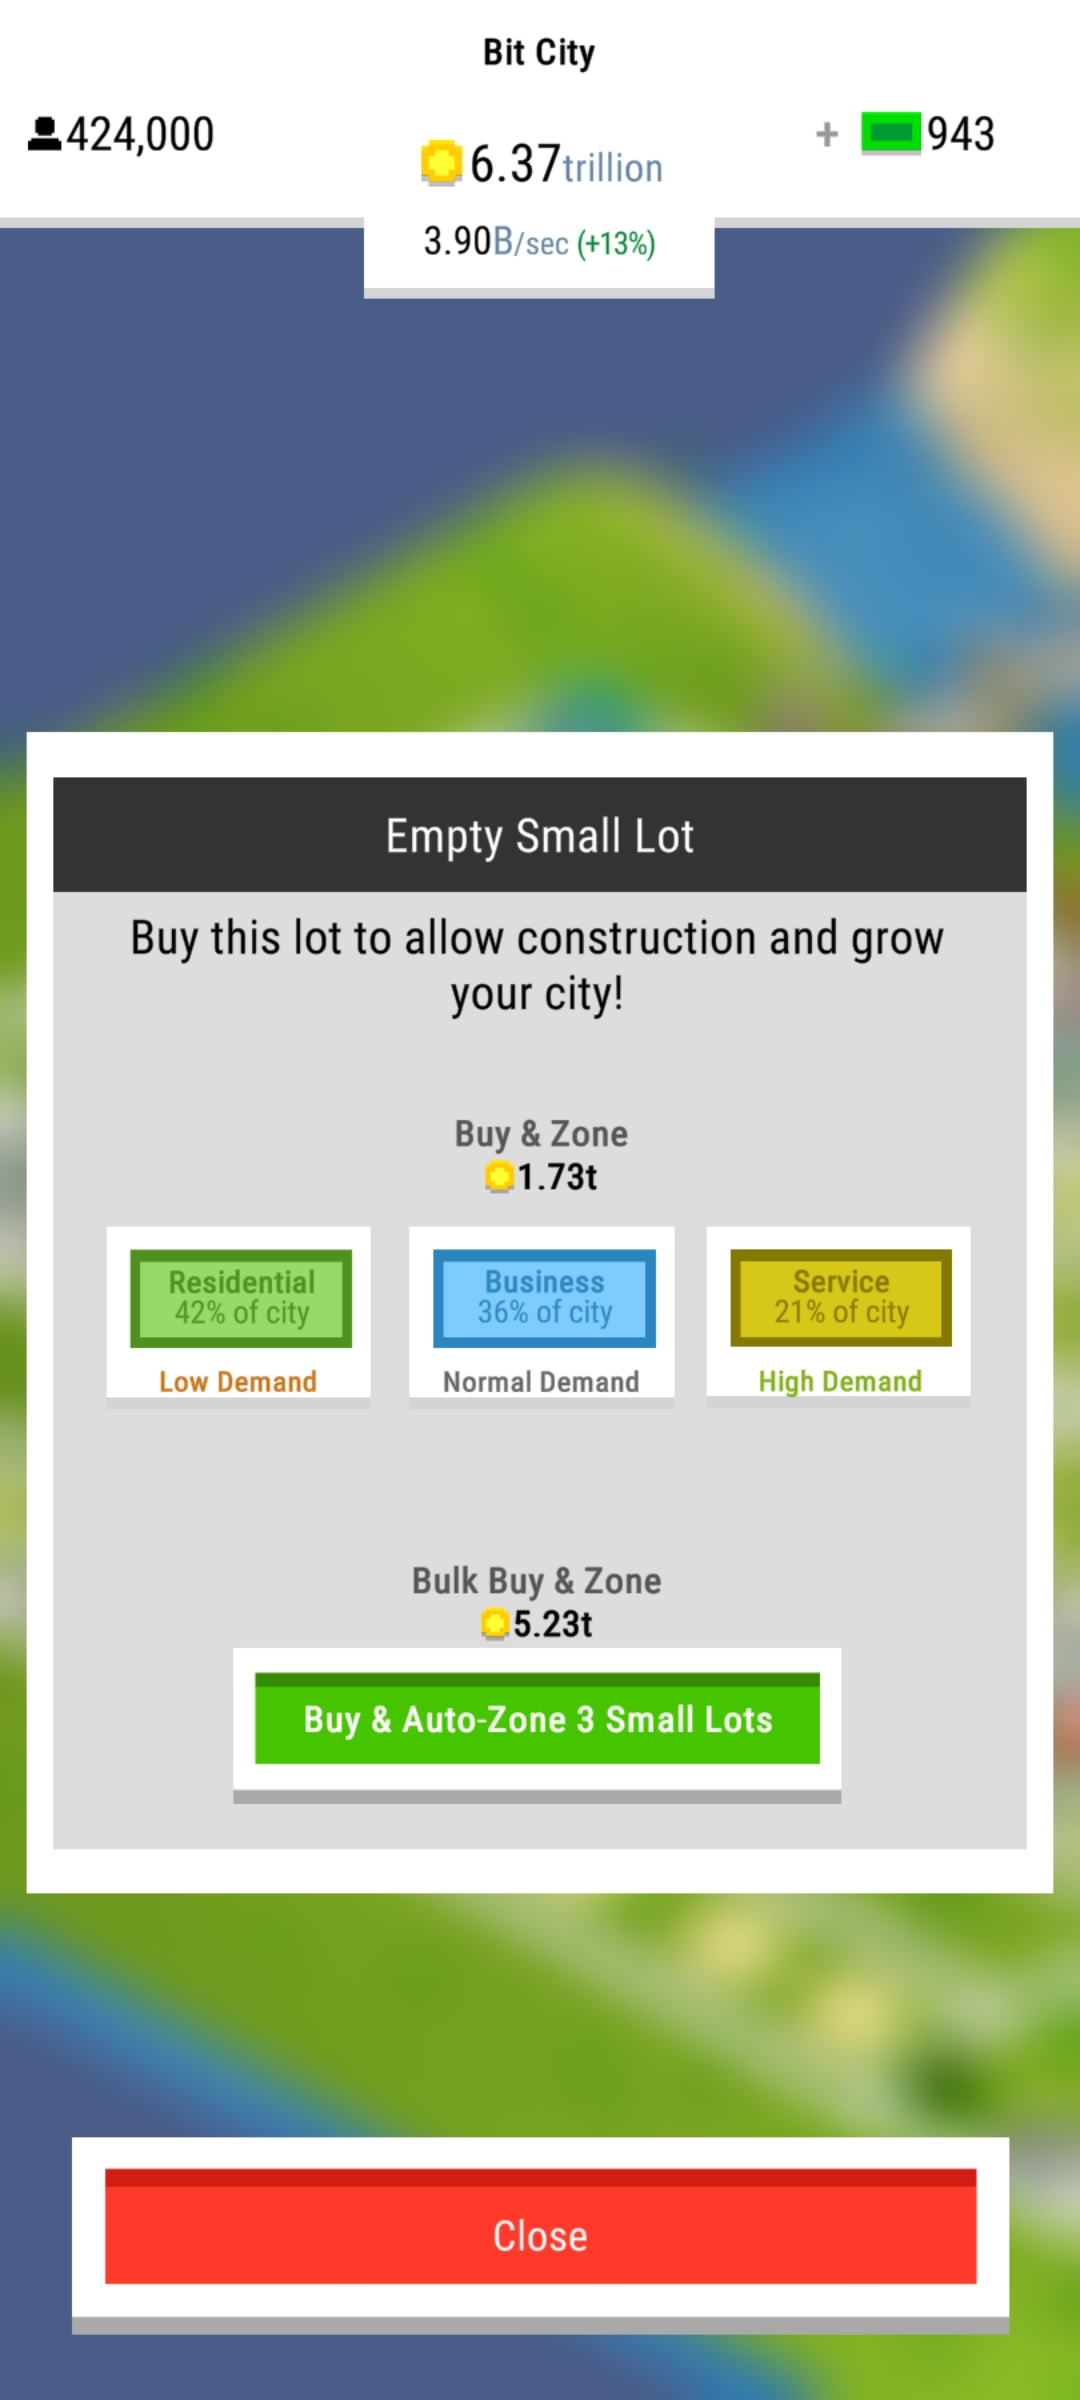 Bit City
424,000
6.37trillion
+ 943
3.90B/sec (+13%)
Empty Small Lot
Buy this lot to allow construction and grow
your city!
Buy & Zone
1.73t
Residential
42% of city
Low Demand
Business
36% of city
Normal Demand
Service
21% of city
High Demand
Bulk Buy & Zone
5.23t
Buy & Auto-Zone 3 Small Lots
Close